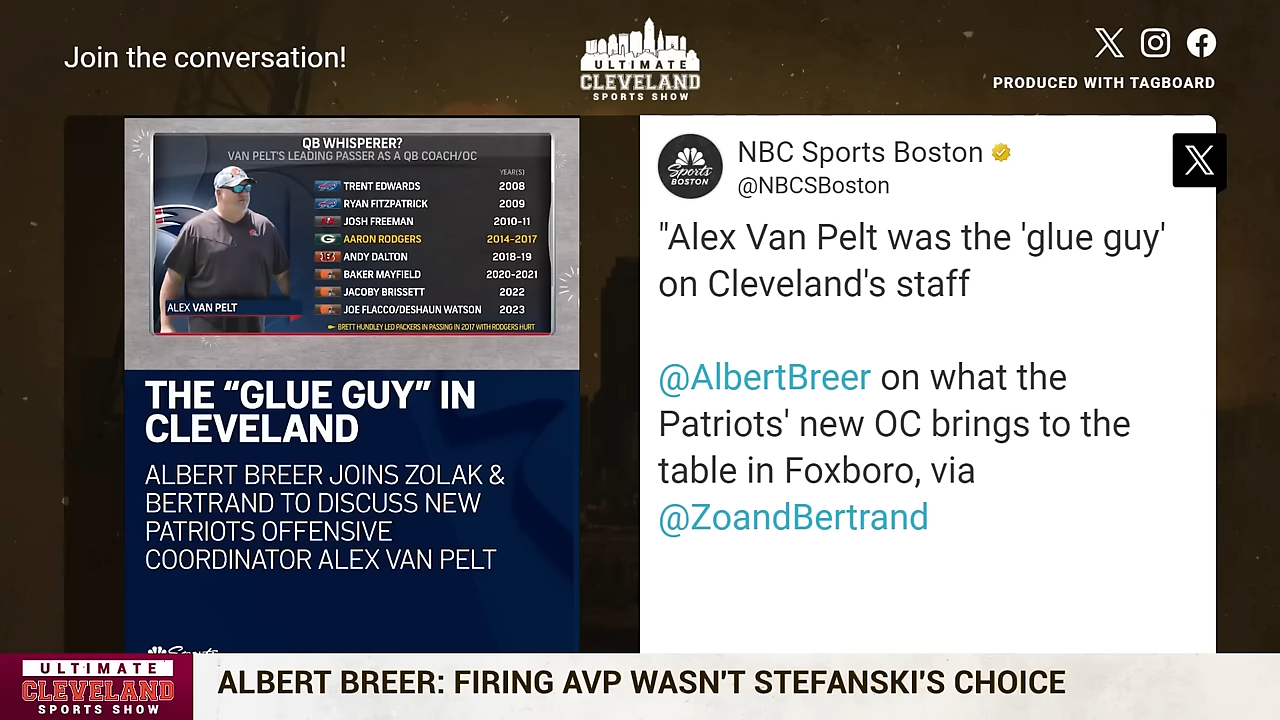 Join the conversation!
ULTIMATE
CLEVELAND
SPORTS SHOW
PRODUCED WITH TAGBOARD
QB WHISPERER?
VAN PELT'S LEADING PASSER AS A QB COACH/OC
YEAR(S)
TRENT EDWARDS 2008
RYAN FITZPATRICK 2009
JOSH FREEMAN 2010-11
AARON RODGERS 2014-2017
ANDY DALTON 2018-19
BAKER MAYFIELD 2020-2021
JACOBY BRISSETT 2022
JOE FLACCO/DESHAUN WATSON 2023
ALEX VAN PELT
BRETT HUNDLEY LED PACKERS IN PASSING IN 2017 WITH RODGERS HURT
THE “GLUE GUY” IN
CLEVELAND
ALBERT BREER JOINS ZOLAK &
BERTRAND TO DISCUSS NEW
PATRIOTS OFFENSIVE
COORDINATOR ALEX VAN PELT
Sports
BOSTON
NBC Sports Boston
@NBCSBoston
"Alex Van Pelt was the 'glue guy'
on Cleveland's staff
@AlbertBreer on what the
Patriots' new OC brings to the
table in Foxboro, via
@ZoandBertrand
ULTIMATE
CLEVELAND
SPORTS SHOW
ALBERT BREER: FIRING AVP WASN'T STEFANSKI'S CHOICE